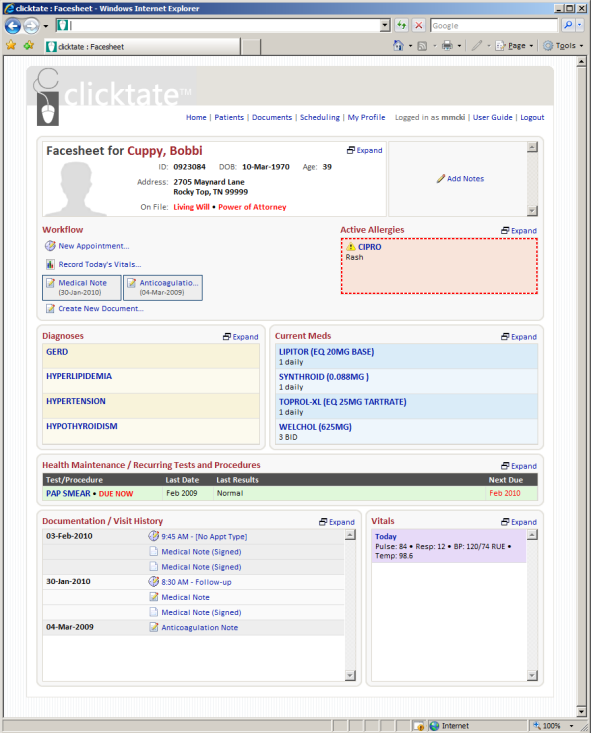 clicktate : Facesheet - Windows Internet Explorer
Google
clicktate : Facesheet
Page
Tools
clicktate™
Home | Patients | Documents | Scheduling | My Profile Logged in as mmcki | User Guide | Logout
Facesheet for Cuppy, Bobbi
Expand
ID: 0923084 DOB: 10-Mar-1970 Age: 39
Address: 2705 Maynard Lane
Rocky Top, TN 99999
On File: Living Will • Power of Attorney
Add Notes
Workflow
New Appointment...
Record Today's Vitals...
Medical Note
(30-Jan-2010)
Anticoagulatio...
(04-Mar-2009)
Create New Document...
Active Allergies
Expand
CIPRO
Rash
Diagnoses
Expand
GERD
HYPERLIPIDEMIA
HYPERTENSION
HYPOTHYROIDISM
Current Meds
Expand
LIPITOR (EQ 20MG BASE)
1 daily
SYNTHROID (0.088MG )
1 daily
TOPROL-XL (EQ 25MG TARTRATE)
1 daily
WELCHOL (625MG)
3 BID
Health Maintenance / Recurring Tests and Procedures
Expand
Test/Procedure Last Date Last Results Next Due
PAP SMEAR • DUE NOW Feb 2009 Normal Feb 2010
Documentation / Visit History
Expand
03-Feb-2010 9:45 AM - [No Appt Type]
Medical Note (Signed)
Medical Note (Signed)
30-Jan-2010 8:30 AM - Follow-up
Medical Note
Medical Note (Signed)
04-Mar-2009 Anticoagulation Note
Vitals
Expand
Today
Pulse: 84 • Resp: 12 • BP: 120/74 RUE •
Temp: 98.6
Internet
100%